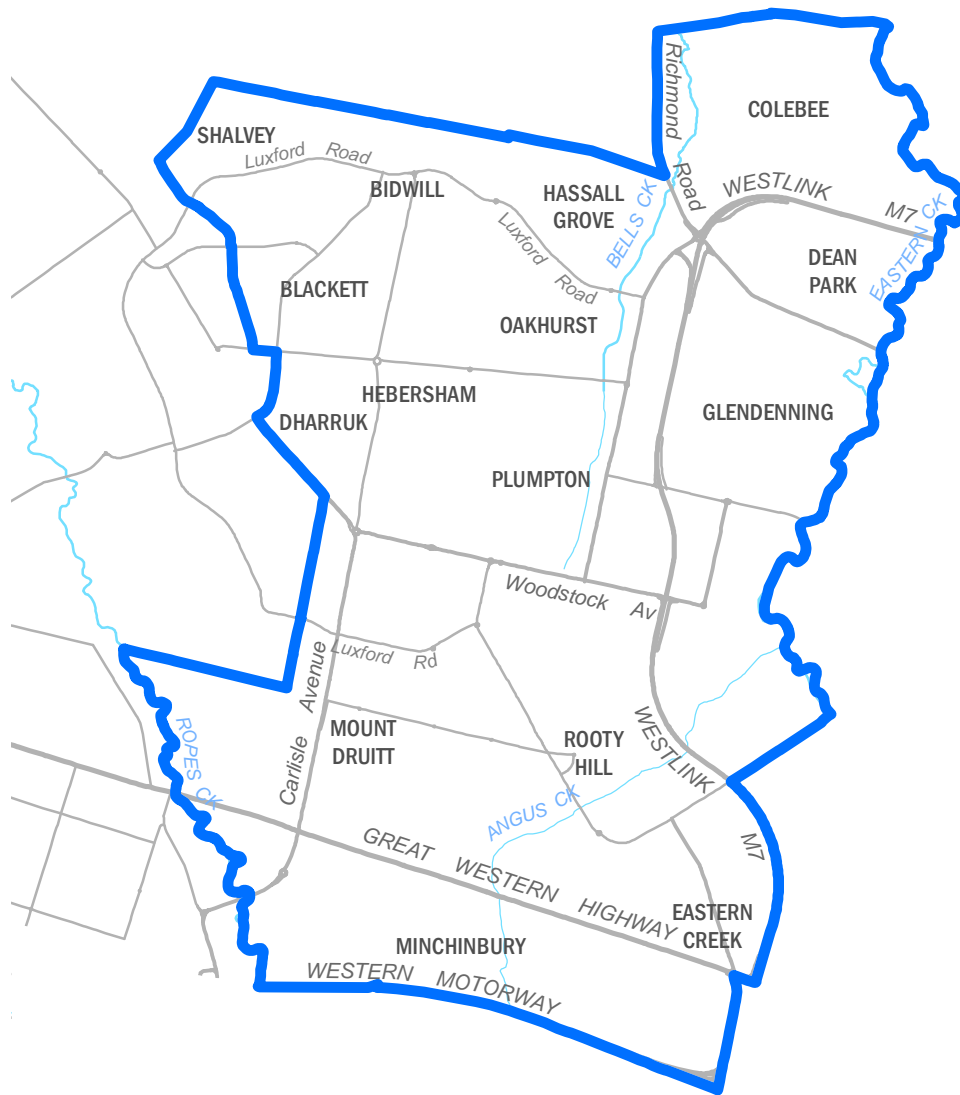 COLEBEE
Richmond Road
SHALVEY
Luxford Road
BIDWILL
HASSALL
GROVE
BELLS CK
WESTLINK M7
EASTERN CK
DEAN
PARK
Luxford Road
BLACKETT
OAKHURST
HEBERSHAM
DHARRUK
GLENDENNING
PLUMPTON
Woodstock Av
Luxford Rd
Carlisle Avenue
MOUNT
DRUITT
ROOTY
HILL
WESTLINK M7
ROPES CK
ANGUS CK
GREAT WESTERN HIGHWAY
EASTERN
CREEK
MINCHINBURY
WESTERN MOTORWAY